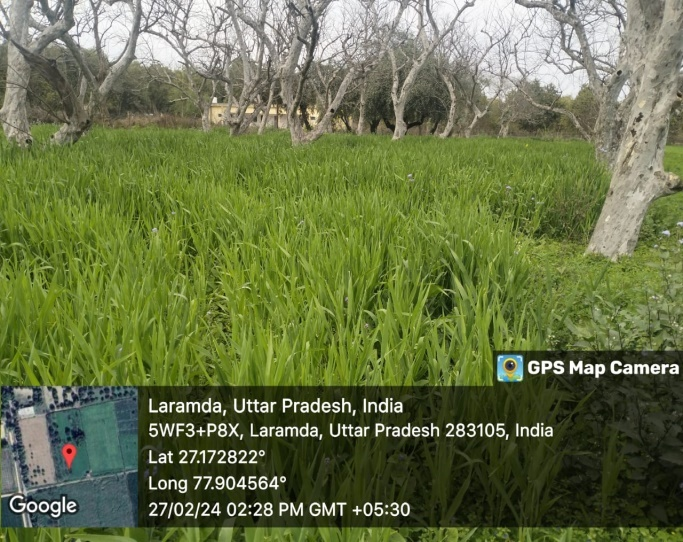 GPS Map Camera
Laramda, Uttar Pradesh, India
5WF3+P8X, Laramda, Uttar Pradesh 283105, India
Lat 27.172822°
Long 77.904564°
27/02/24 02:28 PM GMT +05:30
Google